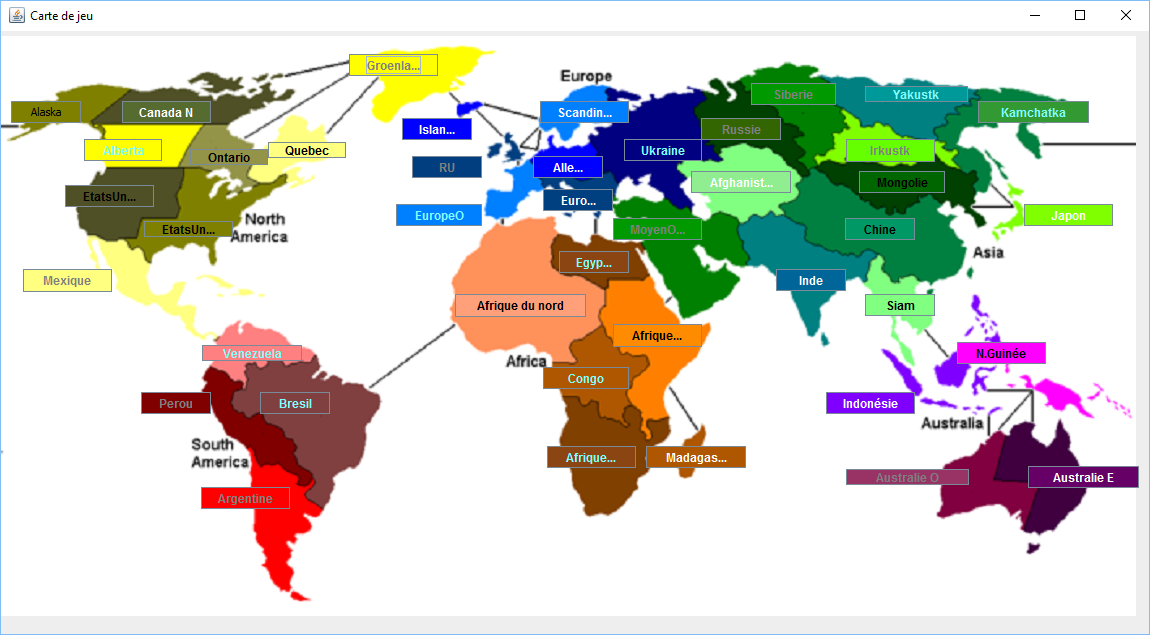 Carte de jeu
Groenla...
Europe
Siberie
Yakustk
Alaska
Canada N
Scandin...
Kamchatka
Islan...
Russie
Alberta
Ontario
Quebec
Ukraine
Irkustk
RU
Alle...
Afghanist...
Mongolie
EtatsUn...
Euro...
EuropeO
Japon
North
America
EtatsUn...
MoyenO...
Chine
Asia
Egyp...
Mexique
Inde
Afrique du nord
Siam
Afrique...
Venezuela
Africa
N.Guinée
Congo
Perou
Bresil
Indonésie
Australia
South
America
Afrique...
Madagas...
Australie O
Australie E
Argentine